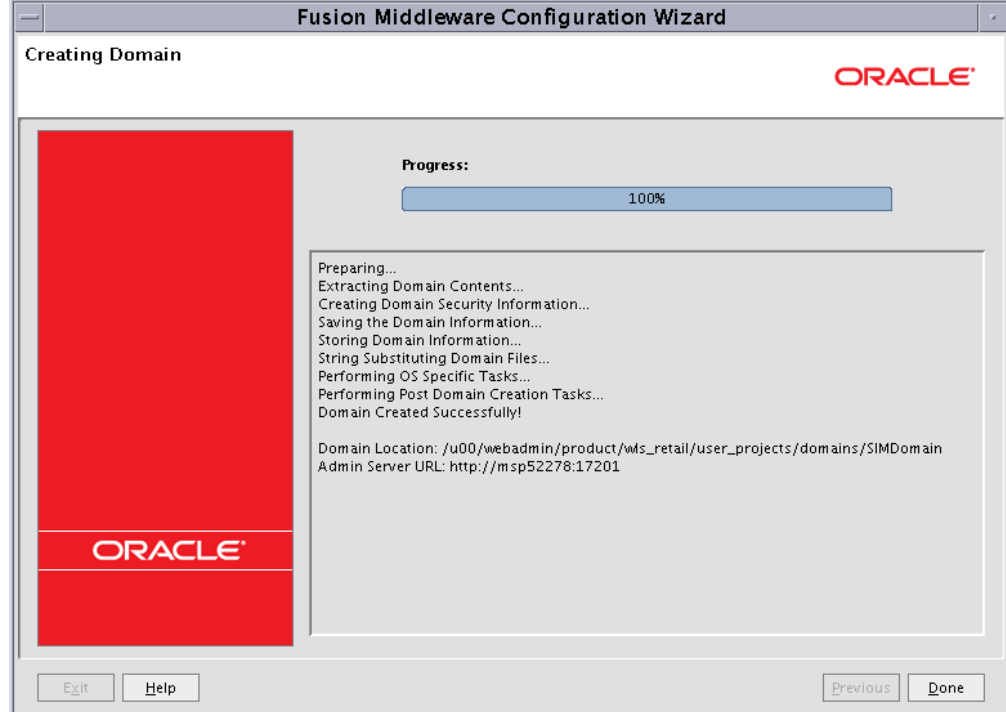 Fusion Middleware Configuration Wizard
Creating Domain
ORACLE
Progress:
100%
Preparing...
Extracting Domain Contents...
Creating Domain Security Information...
Saving the Domain Information...
Storing Domain Information...
String Substituting Domain Files...
Performing OS Specific Tasks...
Performing Post Domain Creation Tasks...
Domain Created Successfully!
Domain Location: /u00/webadmin/product/wls_retail/user_projects/domains/SIMDomain
Admin Server URL: http://msp52278:17201
ORACLE
Exit Help Previous Done